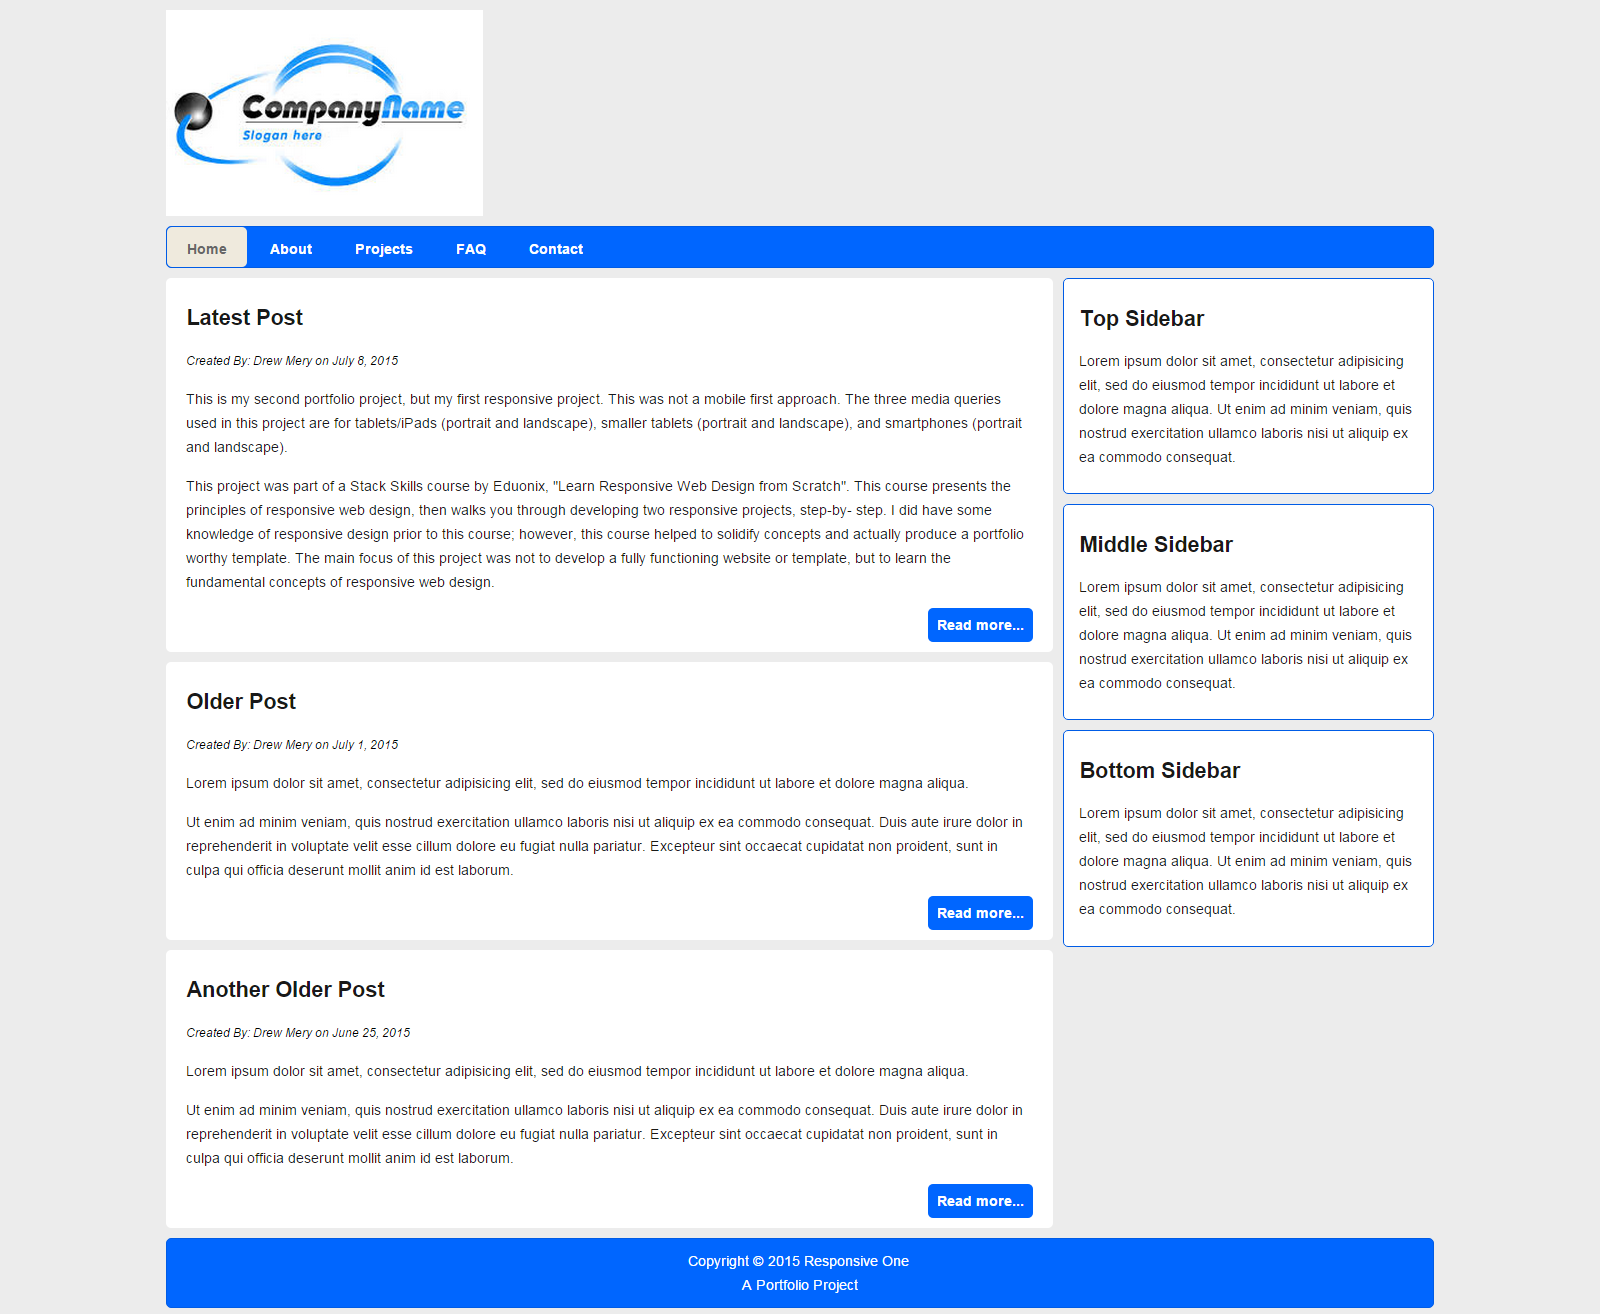 CompanyName
Slogan here
Home About Projects FAQ Contact
Latest Post
Created By: Drew Mery on July 8, 2015
This is my second portfolio project, but my first responsive project. This was not a mobile first approach. The three media queries
used in this project are for tablets/iPads (portrait and landscape), smaller tablets (portrait and landscape), and smartphones (portrait
and landscape).
This project was part of a Stack Skills course by Eduonix, "Learn Responsive Web Design from Scratch". This course presents the
principles of responsive web design, then walks you through developing two responsive projects, step-by- step. I did have some
knowledge of responsive design prior to this course; however, this course helped to solidify concepts and actually produce a portfolio
worthy template. The main focus of this project was not to develop a fully functioning website or template, but to learn the
fundamental concepts of responsive web design.
Read more...
Older Post
Created By: Drew Mery on July 1, 2015
Lorem ipsum dolor sit amet, consectetur adipisicing elit, sed do eiusmod tempor incididunt ut labore et dolore magna aliqua.
Ut enim ad minim veniam, quis nostrud exercitation ullamco laboris nisi ut aliquip ex ea commodo consequat. Duis aute irure dolor in
reprehenderit in voluptate velit esse cillum dolore eu fugiat nulla pariatur. Excepteur sint occaecat cupidatat non proident, sunt in
culpa qui officia deserunt mollit anim id est laborum.
Read more...
Another Older Post
Created By: Drew Mery on June 25, 2015
Lorem ipsum dolor sit amet, consectetur adipisicing elit, sed do eiusmod tempor incididunt ut labore et dolore magna aliqua.
Ut enim ad minim veniam, quis nostrud exercitation ullamco laboris nisi ut aliquip ex ea commodo consequat. Duis aute irure dolor in
reprehenderit in voluptate velit esse cillum dolore eu fugiat nulla pariatur. Excepteur sint occaecat cupidatat non proident, sunt in
culpa qui officia deserunt mollit anim id est laborum.
Read more...
Top Sidebar
Lorem ipsum dolor sit amet, consectetur adipisicing
elit, sed do eiusmod tempor incididunt ut labore et
dolore magna aliqua. Ut enim ad minim veniam, quis
nostrud exercitation ullamco laboris nisi ut aliquip ex
ea commodo consequat.
Middle Sidebar
Lorem ipsum dolor sit amet, consectetur adipisicing
elit, sed do eiusmod tempor incididunt ut labore et
dolore magna aliqua. Ut enim ad minim veniam, quis
nostrud exercitation ullamco laboris nisi ut aliquip ex
ea commodo consequat.
Bottom Sidebar
Lorem ipsum dolor sit amet, consectetur adipisicing
elit, sed do eiusmod tempor incididunt ut labore et
dolore magna aliqua. Ut enim ad minim veniam, quis
nostrud exercitation ullamco laboris nisi ut aliquip ex
ea commodo consequat.
Copyright © 2015 Responsive One
A Portfolio Project